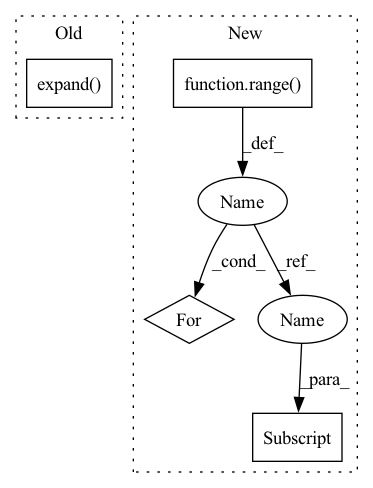 Old
New
expand()
function.range()
_def_
Name
_cond_
_ref_
For
Name
_para_
Subscript